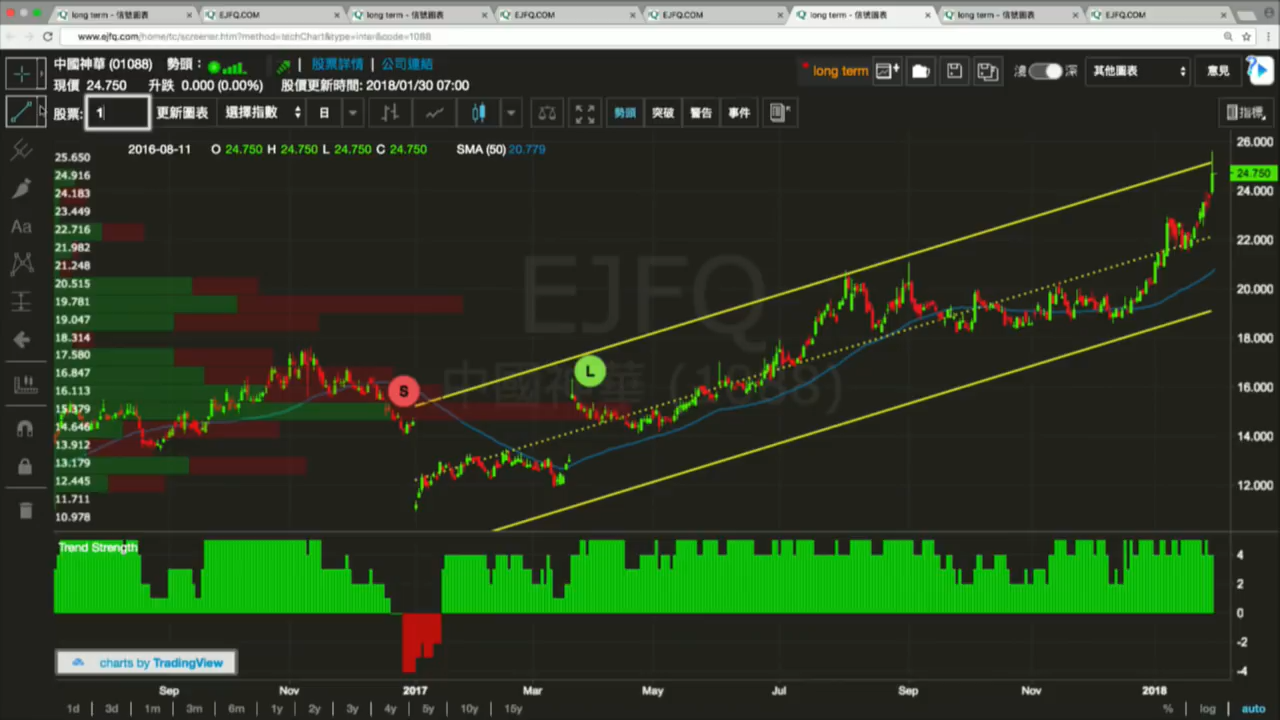 long term - 信號圖表
EJFQ.COM
long term - 信號圖表
EJFQ.COM
EJFQ.COM
long term - 信號圖表
long term - 信號圖表
EJFQ.COM
www.ejfq.com/home/tc/screener.htm?method=techChart&type=inter&code=1088
中國神華 (01088) 勢頭： | 股票詳情 | 公司連結
long term
淺 深
其他圖表
意見
現價 24.750 升跌 0.000 (0.00%) 股價更新時間: 2018/01/30 07:00
股票: 1 更新圖表 選擇指數 日 勢頭 突破 警告 事件 指標
2016-08-11 O 24.750 H 24.750 L 24.750 C 24.750 SMA (50) 20.779
25.650
24.916
24.183
23.449
22.716
21.982
21.248
20.515
19.781
19.047
18.314
17.580
16.847
16.113
15.379
14.646
13.912
13.179
12.445
11.711
10.978
EJFQ
中國神華 (1088)
S
L
26.000
24.750
24.000
22.000
20.000
18.000
16.000
14.000
12.000
Trend Strength
4
2
0
-2
-4
charts by TradingView
Sep Nov 2017 Mar May Jul Sep Nov 2018
1d | 3d | 1m | 3m | 6m | 1y | 2y | 3y | 4y | 5y | 10y | 15y
% | log | auto
Aa